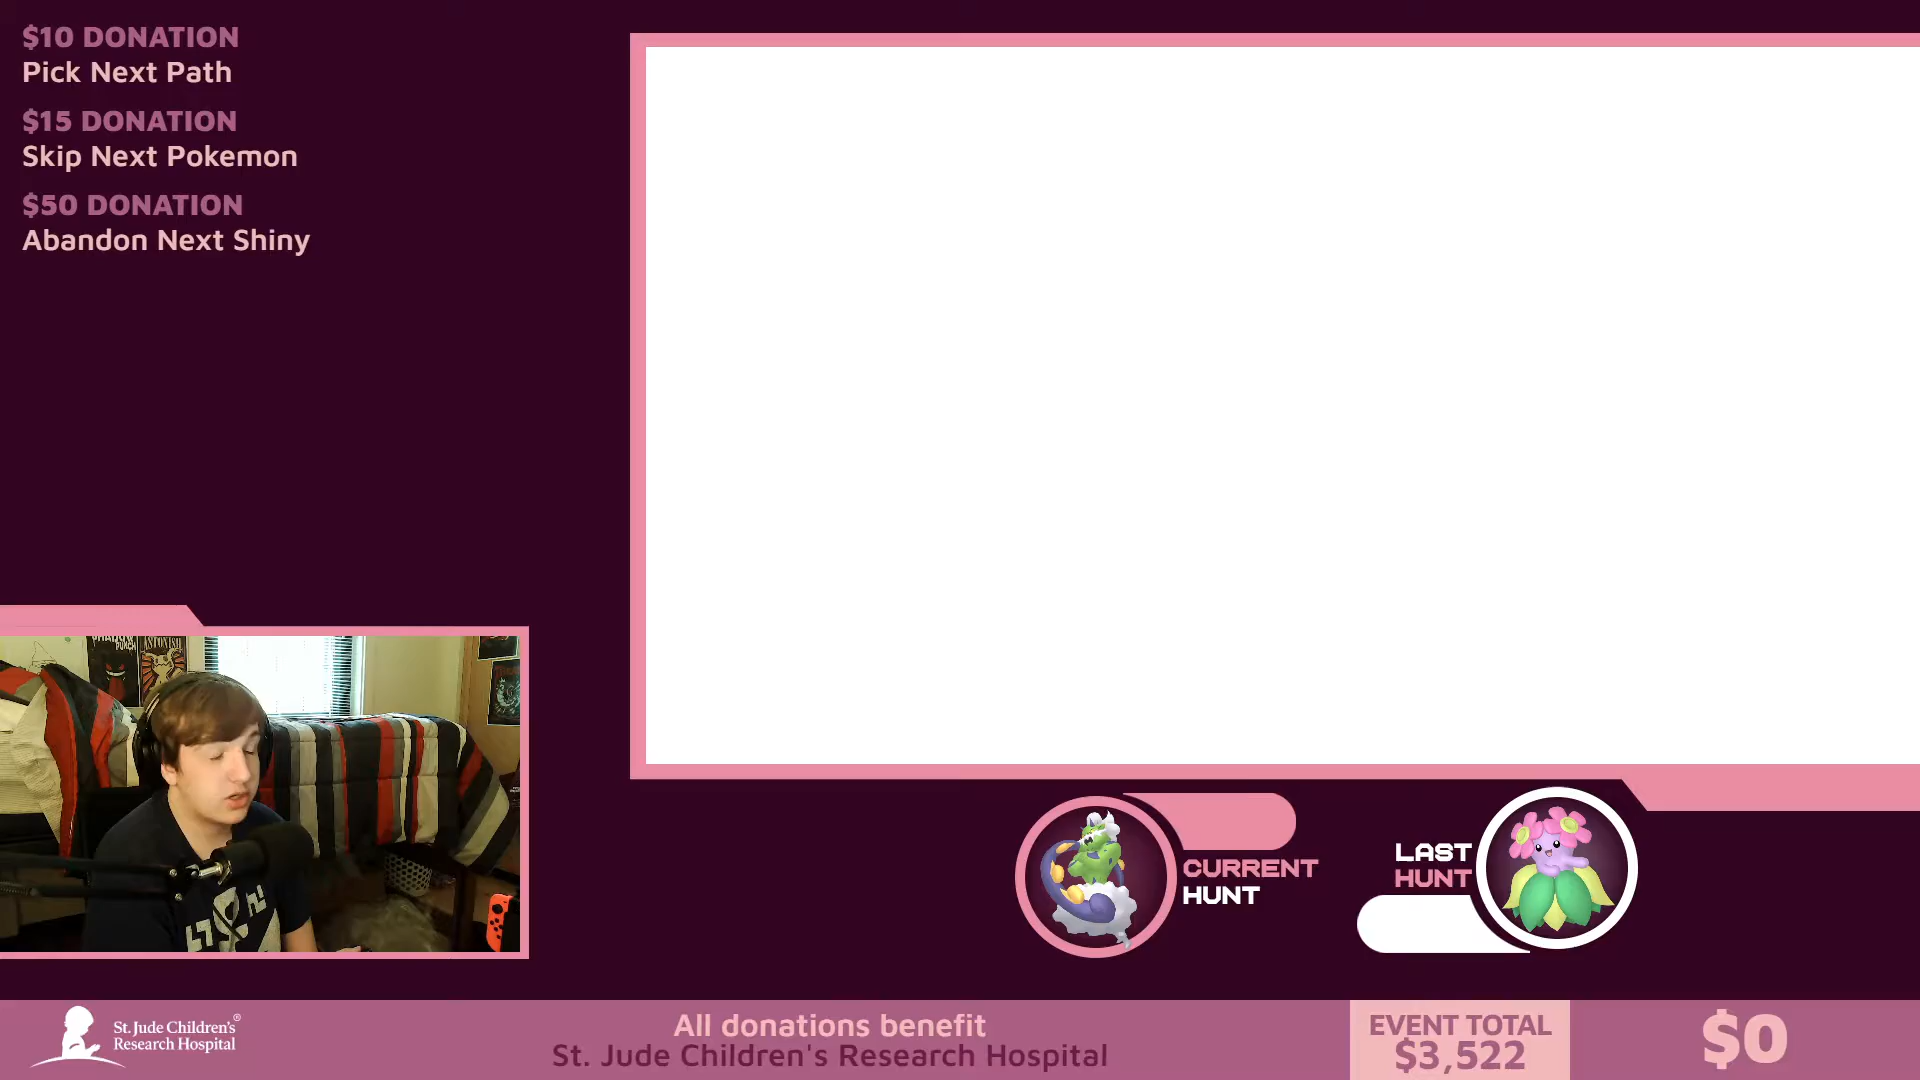 $10 DONATION
Pick Next Path
$15 DONATION
Skip Next Pokemon
$50 DONATION
Abandon Next Shiny
CURRENT
HUNT
LAST
HUNT
St. Jude Children's®
Research Hospital
All donations benefit
St. Jude Children's Research Hospital
EVENT TOTAL
$3,522
$0